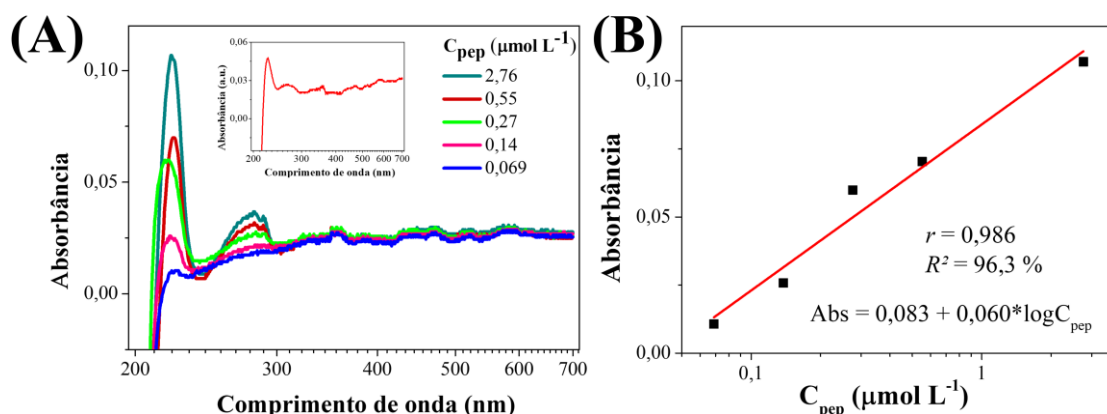 (A)
Absorbância
0,10
0,05
0,00
200
300
400
500
600
700
Comprimento de onda (nm)
Absorbância (a.u.)
0,06
0,03
0,00
200
300
400
500
600
700
Comprimento de onda (nm)
Cpep (μmol L⁻¹)
2,76
0,55
0,27
0,14
0,069
(B)
Absorbância
0,10
0,05
0,00
r = 0,986
R² = 96,3 %
Abs = 0,083 + 0,060*logCpep
0,1
1
Cpep (μmol L⁻¹)